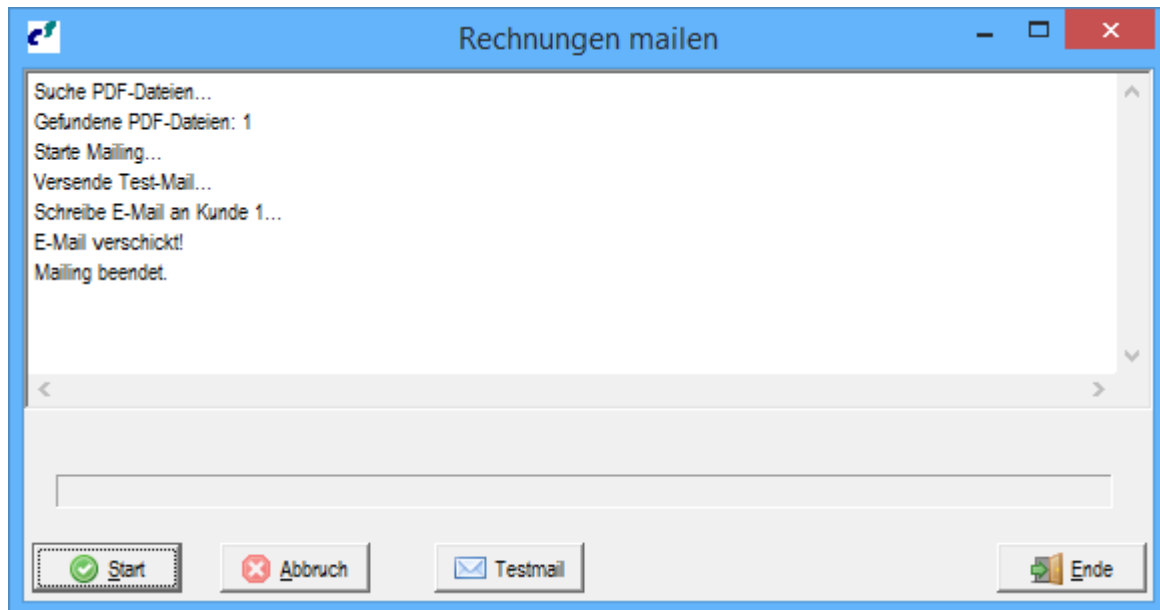 Rechnungen mailen
Suche PDF-Dateien...
Gefundene PDF-Dateien: 1
Starte Mailing...
Versende Test-Mail...
Schreibe E-Mail an Kunde 1...
E-Mail verschickt!
Mailing beendet.
Start
Abbruch
Testmail
Ende